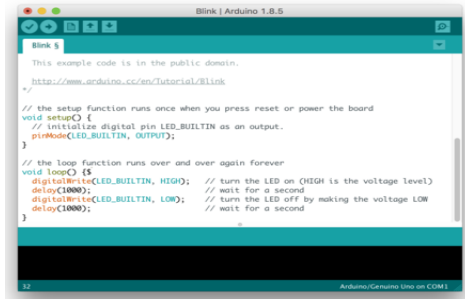 Blink | Arduino 1.8.5
Blink §
This example code is in the public domain.
http://www.arduino.cc/en/Tutorial/Blink
*/
// the setup function runs once when you press reset or power the board
void setup() {
// initialize digital pin LED_BUILTIN as an output.
pinMode(LED_BUILTIN, OUTPUT);
}
// the loop function runs over and over again forever
void loop() {$
digitalWrite(LED_BUILTIN, HIGH); // turn the LED on (HIGH is the voltage level)
delay(1000); // wait for a second
digitalWrite(LED_BUILTIN, LOW); // turn the LED off by making the voltage LOW
delay(1000); // wait for a second
}
32 Arduino/Genuino Uno on COM1